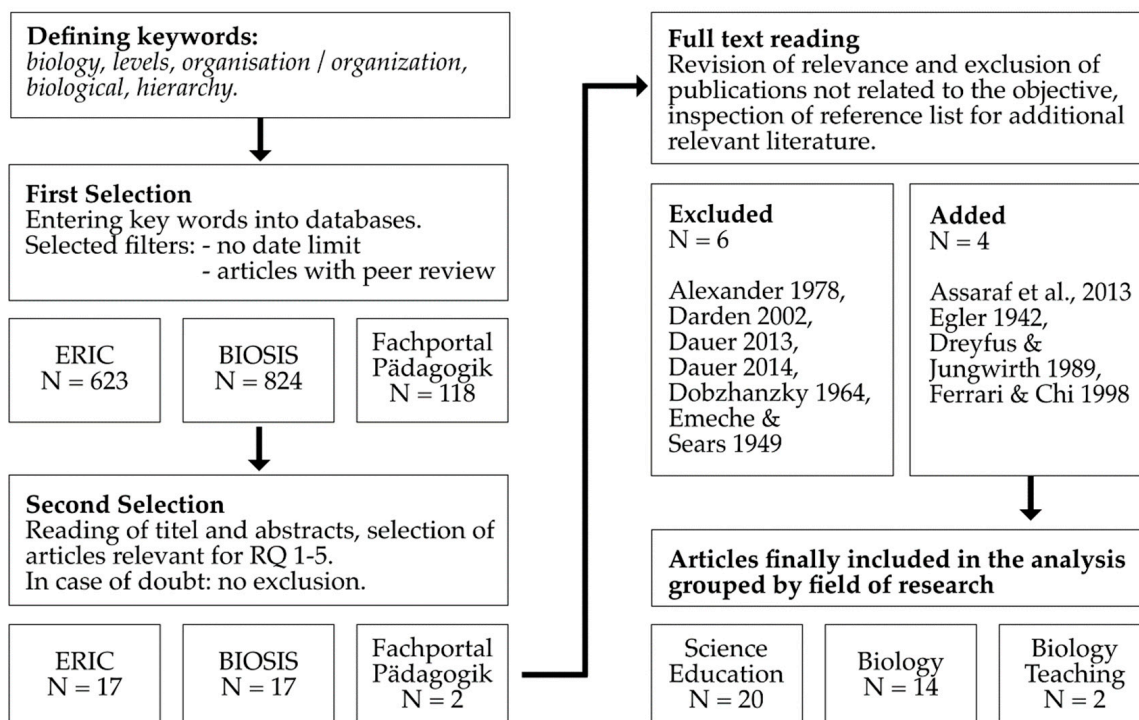 Defining keywords:
biology, levels, organisation / organization,
biological, hierarchy.
First Selection
Entering key words into databases.
Selected filters: - no date limit
- articles with peer review
ERIC
N = 623
BIOSIS
N = 824
Fachportal
Pädagogik
N = 118
Second Selection
Reading of titel and abstracts, selection of
articles relevant for RQ 1-5.
In case of doubt: no exclusion.
ERIC
N = 17
BIOSIS
N = 17
Fachportal
Pädagogik
N = 2
Full text reading
Revision of relevance and exclusion of
publications not related to the objective,
inspection of reference list for additional
relevant literature.
Excluded
N = 6
Alexander 1978,
Darden 2002,
Dauer 2013,
Dauer 2014,
Dobzhanzky 1964,
Emeche &
Sears 1949
Added
N = 4
Assaraf et al., 2013
Egler 1942,
Dreyfus &
Jungwirth 1989,
Ferrari & Chi 1998
Articles finally included in the analysis
grouped by field of research
Science
Education
N = 20
Biology
N = 14
Biology
Teaching
N = 2